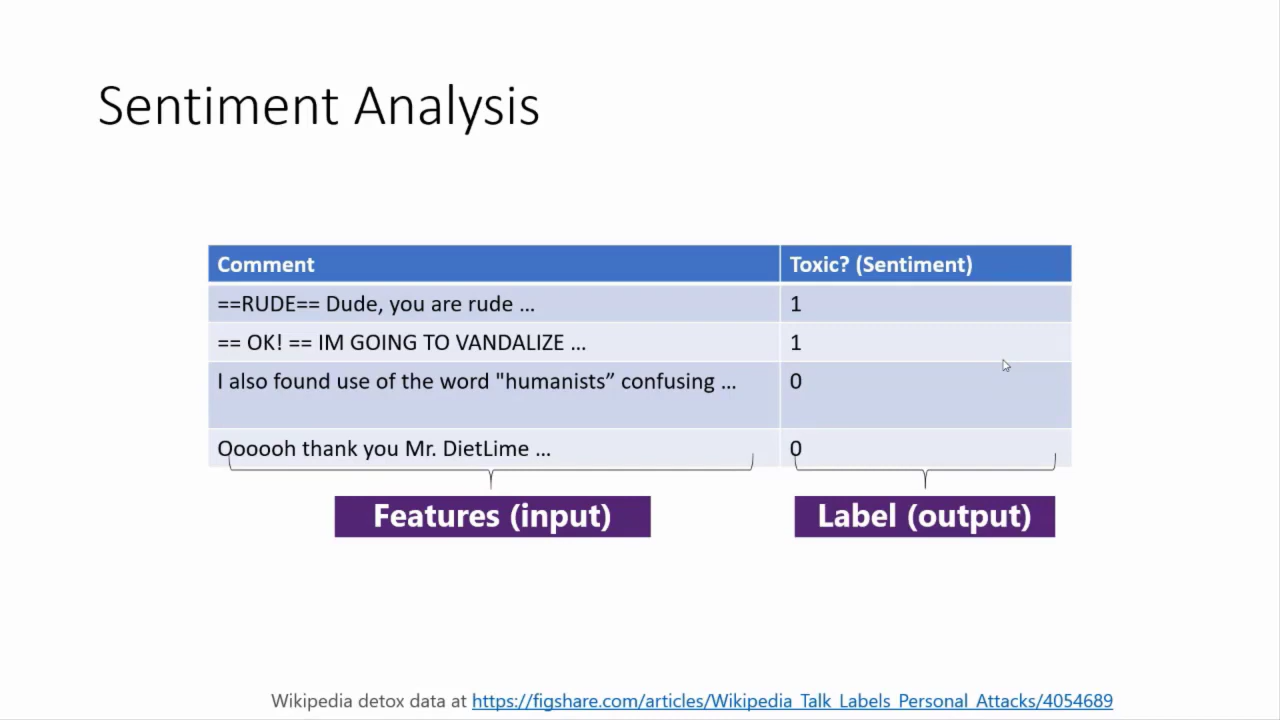 Sentiment Analysis
Comment Toxic? (Sentiment)
==RUDE== Dude, you are rude … 1
== OK! == IM GOING TO VANDALIZE … 1
I also found use of the word "humanists” confusing … 0
Oooooh thank you Mr. DietLime … 0
Features (input) Label (output)
Wikipedia detox data at https://figshare.com/articles/Wikipedia_Talk_Labels_Personal_Attacks/4054689